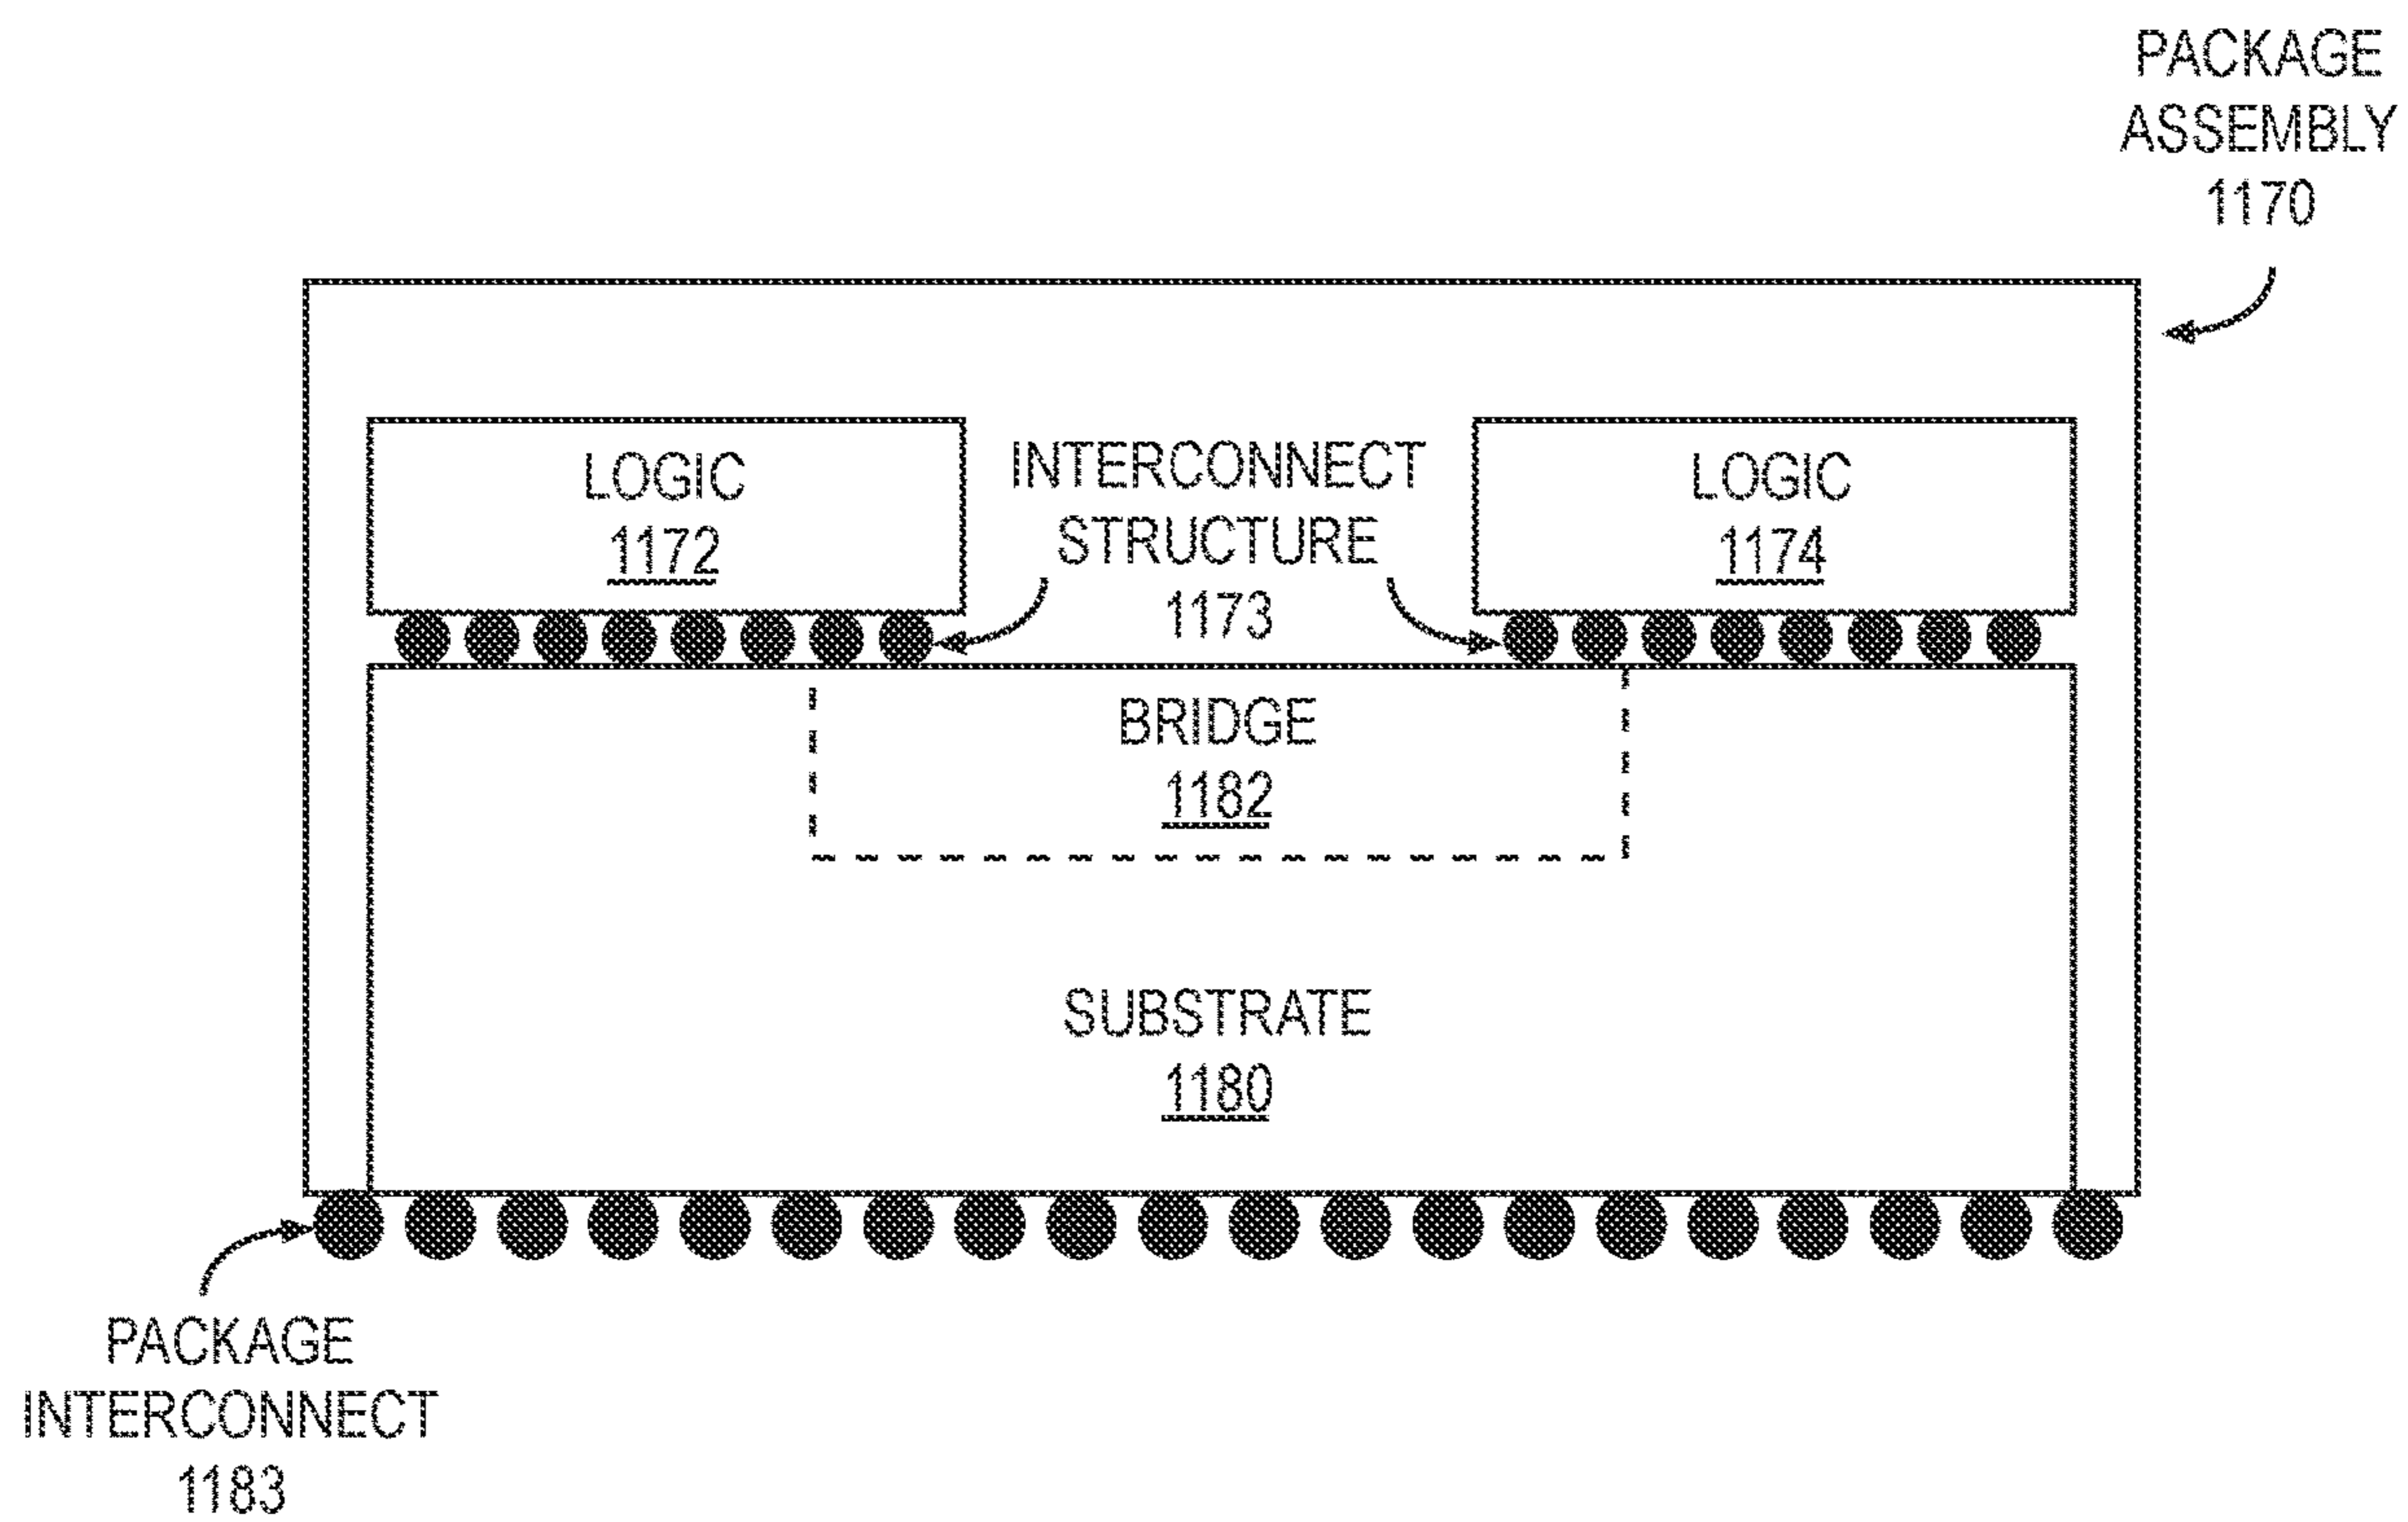 PACKAGE
ASSEMBLY
1170
LOGIC
1172
INTERCONNECT
STRUCTURE
1173
LOGIC
1174
BRIDGE
1182
SUBSTRATE
1180
PACKAGE
INTERCONNECT
1183